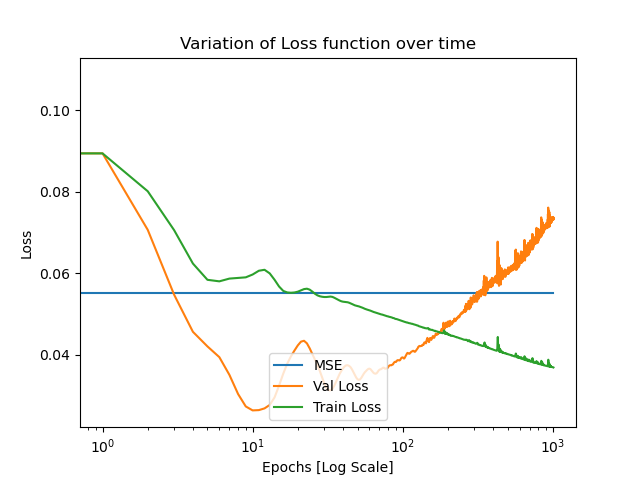 Variation of Loss function over time
0.10
0.08
0.06
0.04
Loss
MSE
Val Loss
Train Loss
10⁰
10¹
10²
10³
Epochs [Log Scale]